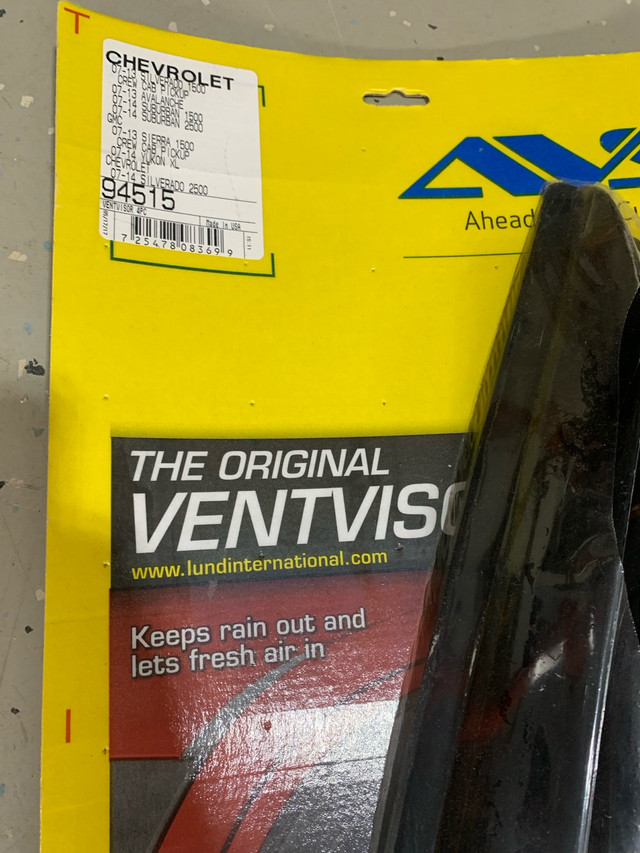 T
CHEVROLET
07-13 SILVERADO 1500
CREW CAB PICKUP
07-13 AVALANCHE
07-14 SUBURBAN 1500
07-14 SUBURBAN 2500
GMC
07-13 SIERRA 1500
CREW CAB PICKUP
07-14 YUKON XL
CHEVROLET
07-14 SILVERADO 2500
94515
VENTVISOR 4PC
Made In USA
7 25478 08369 9
AVS
Ahead
THE ORIGINAL
VENTVISO
www.lundinternational.com
Keeps rain out and
lets fresh air in